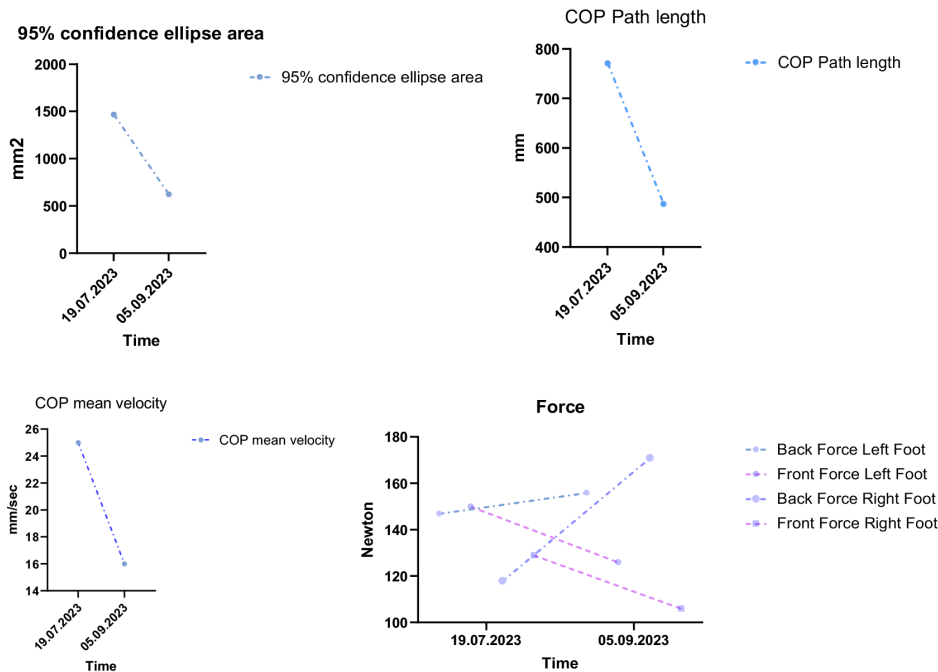 95% confidence ellipse area
2000
1500
1000
500
0
mm2
19.07.2023
05.09.2023
Time
95% confidence ellipse area
COP Path length
800
700
600
500
400
mm
19.07.2023
05.09.2023
Time
COP Path length
COP mean velocity
26
24
22
20
18
16
14
mm/sec
19.07.2023
05.09.2023
Time
COP mean velocity
Force
180
160
140
120
100
Newton
19.07.2023
05.09.2023
Time
Back Force Left Foot
Front Force Left Foot
Back Force Right Foot
Front Force Right Foot